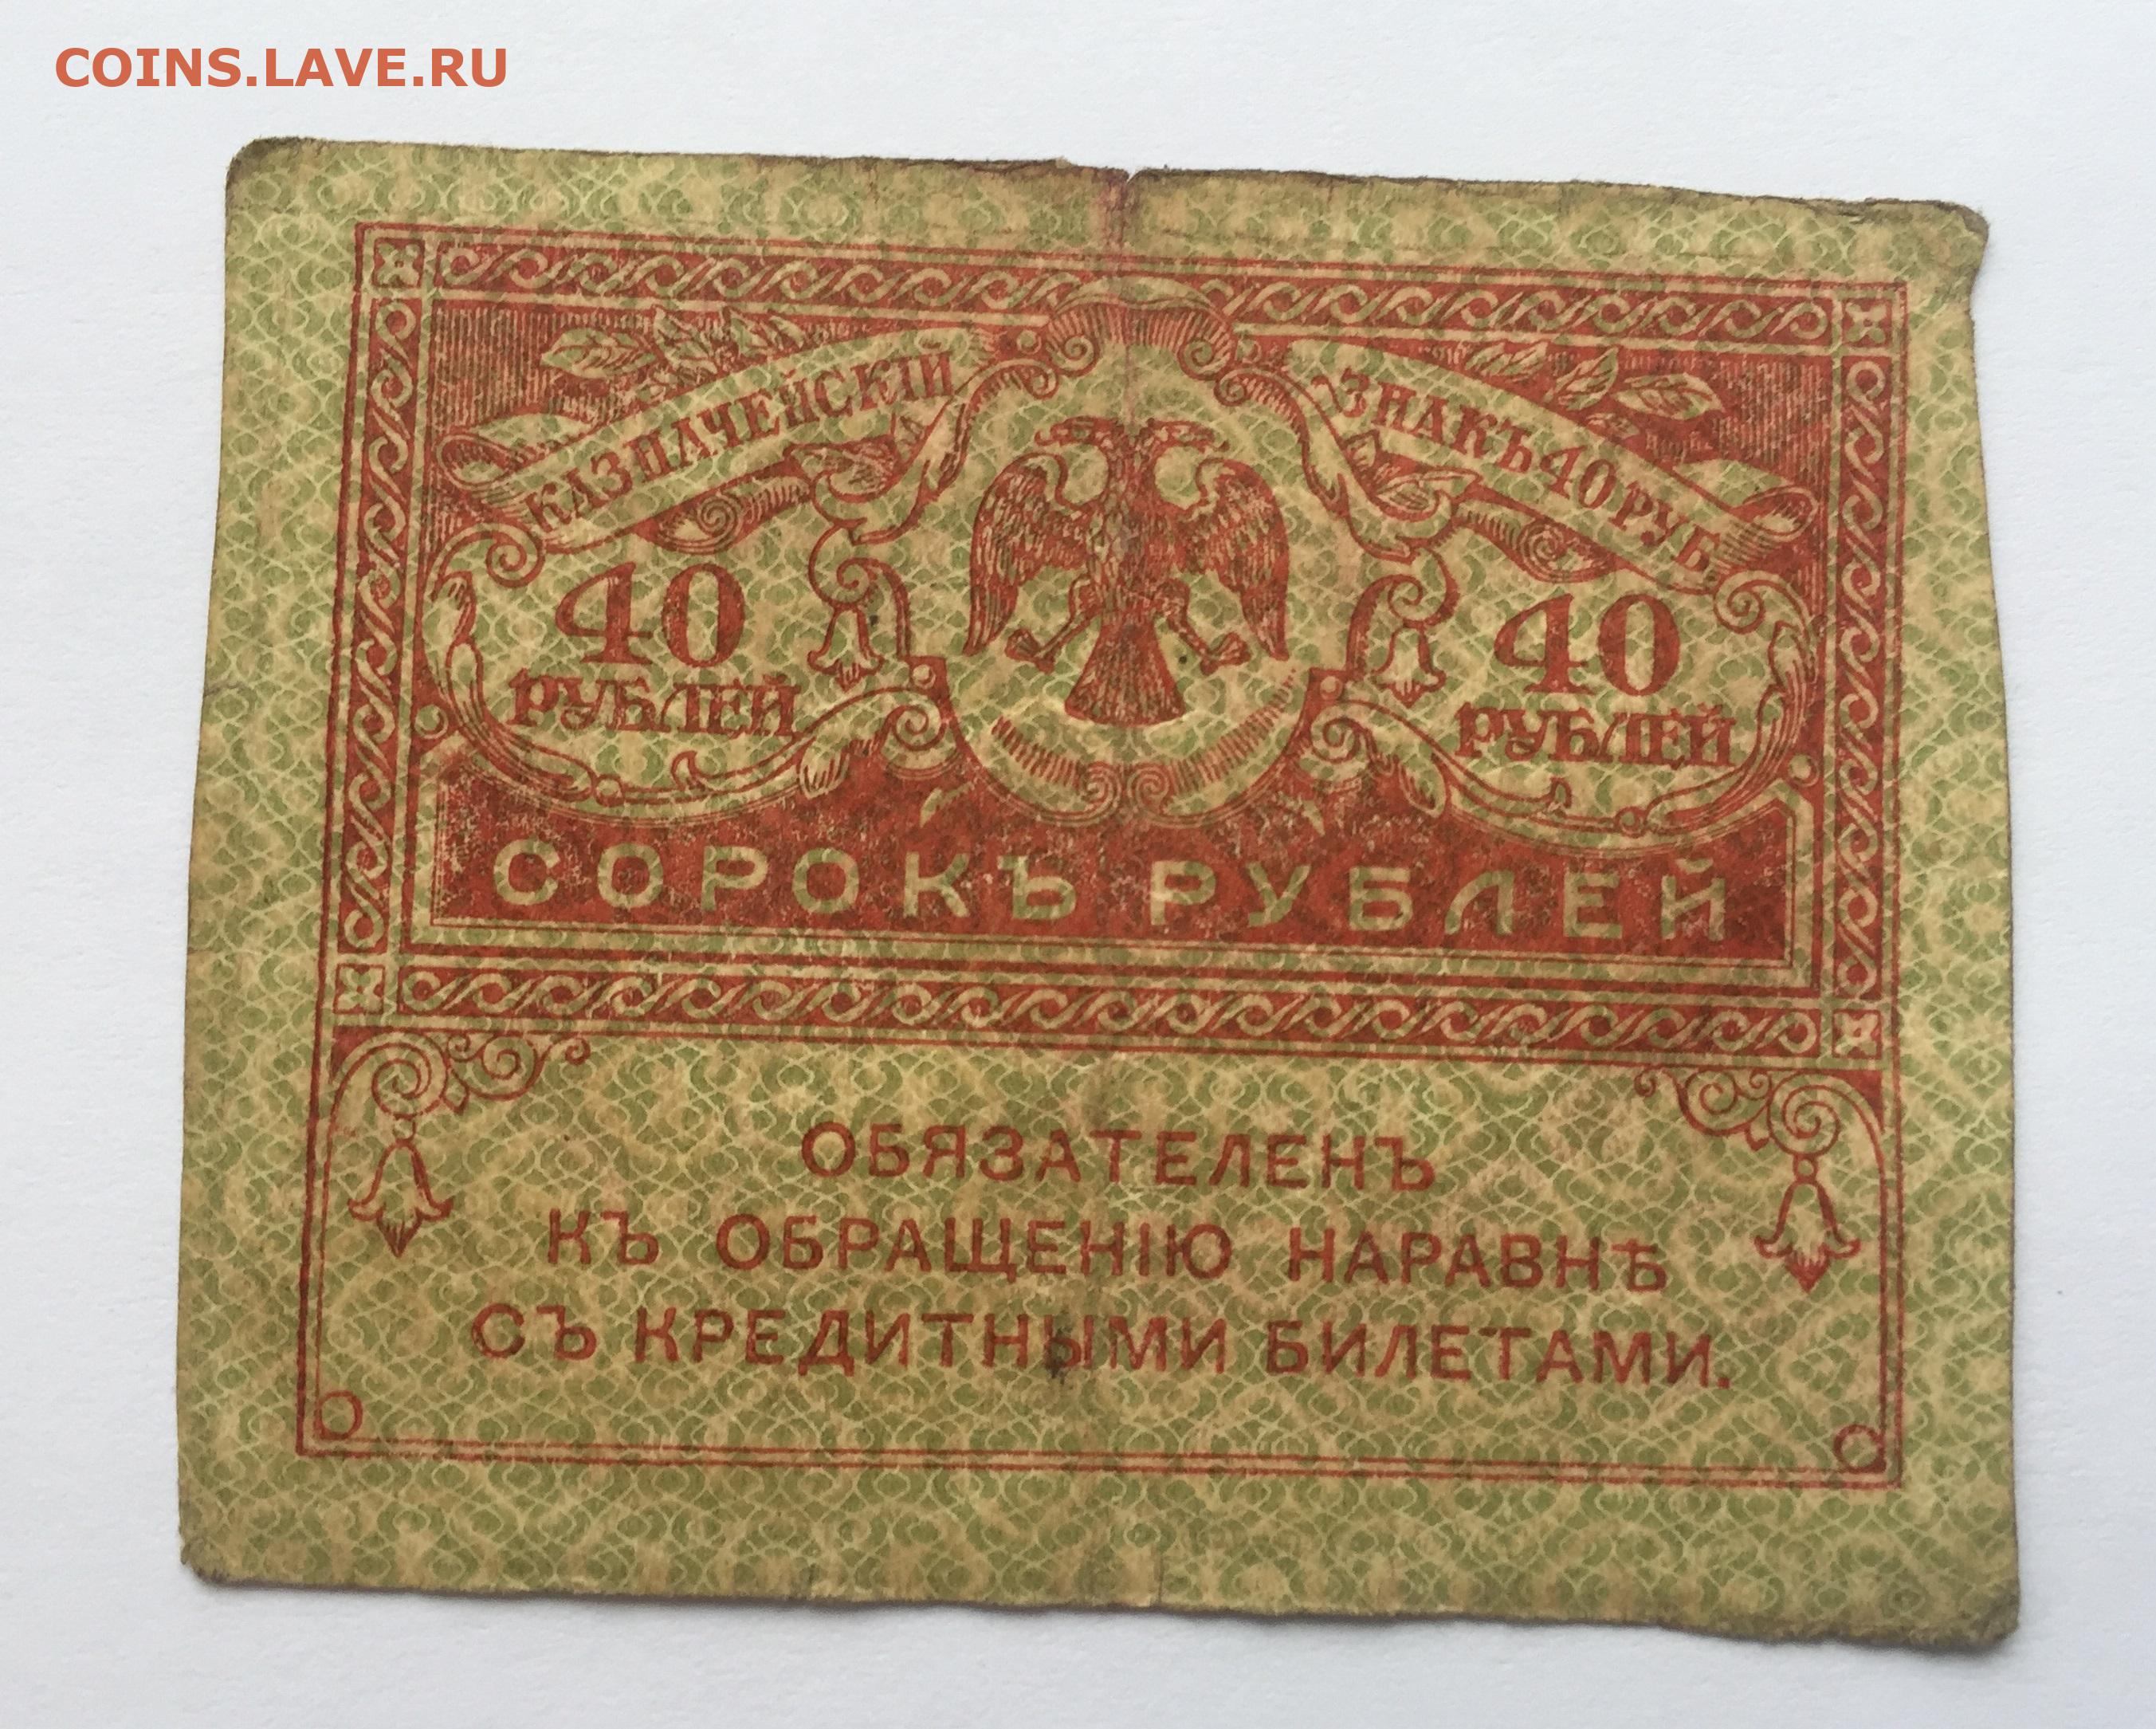 COINS.LAVE.RU
КАЗНАЧЕЙСКІЙ ЗНАКЪ 40 РУБ.
40 40
РУБЛЕЙ РУБЛЕЙ
СОРОКЪ РУБЛЕЙ
ОБЯЗАТЕЛЕНЪ
КЪ ОБРАЩЕНІЮ НАРАВНѢ
СЪ КРЕДИТНЫМИ БИЛЕТАМИ.